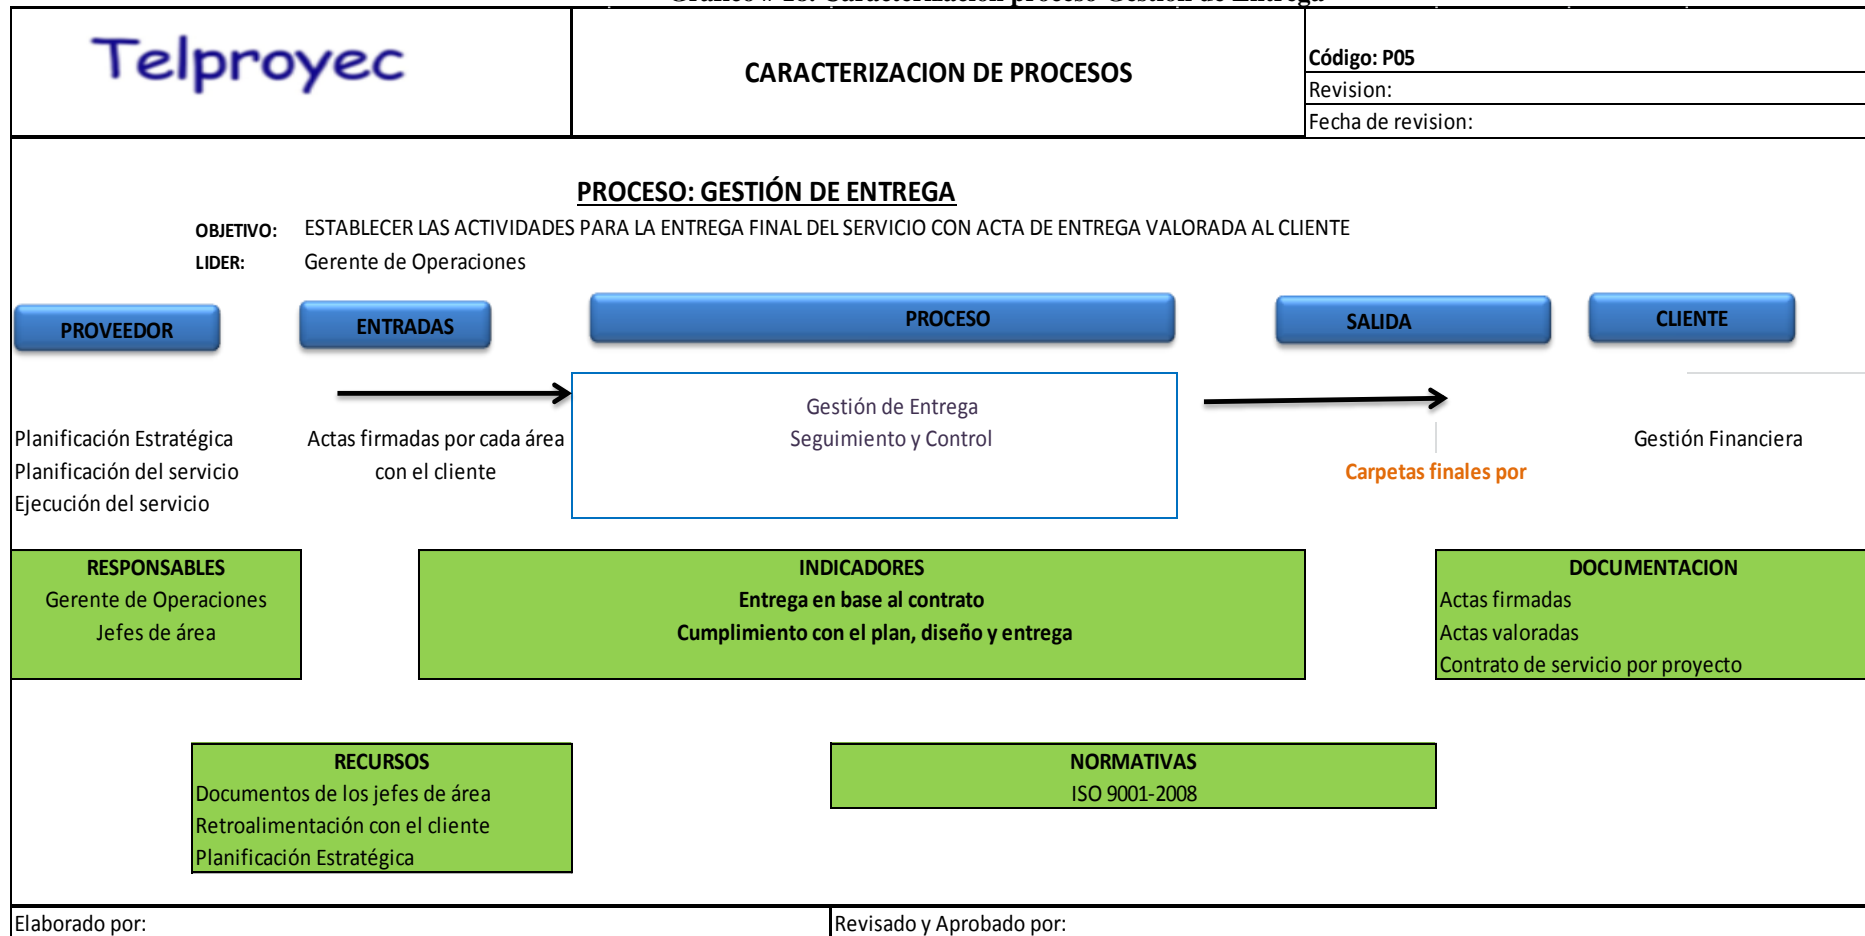 Telproyec
CARACTERIZACION DE PROCESOS
Código: P05
Revision:
Fecha de revision:
PROCESO: GESTIÓN DE ENTREGA
OBJETIVO: ESTABLECER LAS ACTIVIDADES PARA LA ENTREGA FINAL DEL SERVICIO CON ACTA DE ENTREGA VALORADA AL CLIENTE
LIDER: Gerente de Operaciones
PROVEEDOR
ENTRADAS
PROCESO
SALIDA
CLIENTE
Planificación Estratégica
Planificación del servicio
Ejecución del servicio
Actas firmadas por cada área
con el cliente
Gestión de Entrega
Seguimiento y Control
Carpetas finales por
Gestión Financiera
RESPONSABLES
Gerente de Operaciones
Jefes de área
INDICADORES
Entrega en base al contrato
Cumplimiento con el plan, diseño y entrega
DOCUMENTACION
Actas firmadas
Actas valoradas
Contrato de servicio por proyecto
RECURSOS
Documentos de los jefes de área
Retroalimentación con el cliente
Planificación Estratégica
NORMATIVAS
ISO 9001-2008
Elaborado por:
Revisado y Aprobado por: